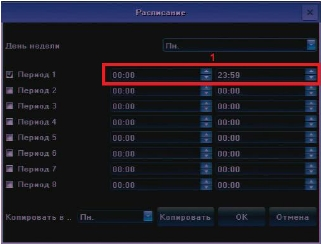 Расписание
День недели Пн.
1
Период 1 00:00 23:59
Период 2 00:00 00:00
Период 3 00:00 00:00
Период 4 00:00 00:00
Период 5 00:00 00:00
Период 6 00:00 00:00
Период 7 00:00 00:00
Период 8 00:00 00:00
Копировать в .. Пн. Копировать OK Отмена